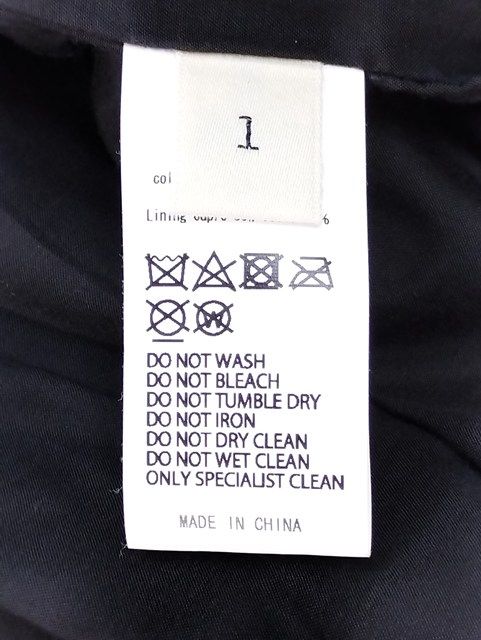 1
col
Lining
%
W
DO NOT WASH
DO NOT BLEACH
DO NOT TUMBLE DRY
DO NOT IRON
DO NOT DRY CLEAN
DO NOT WET CLEAN
ONLY SPECIALIST CLEAN
MADE IN CHINA